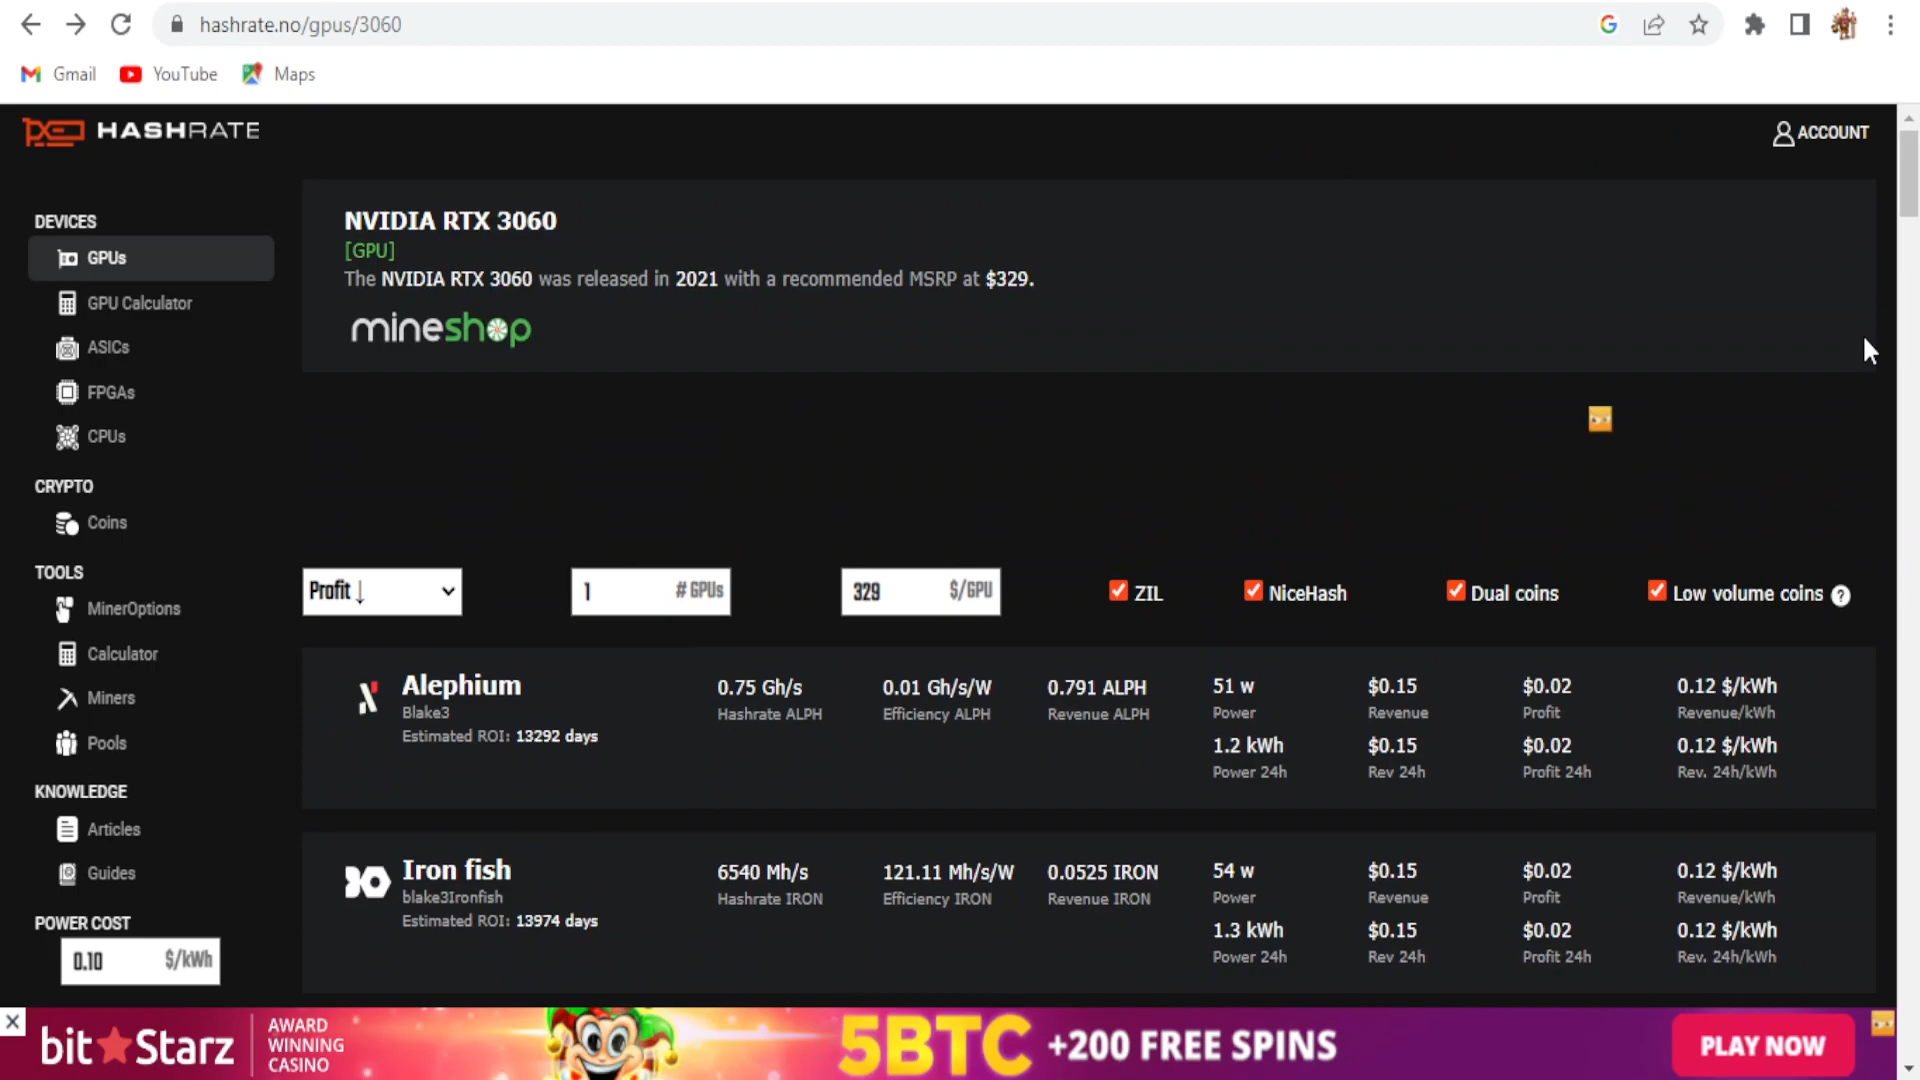 hashrate.no/gpus/3060
Gmail
YouTube
Maps
HASHRATE
ACCOUNT
DEVICES
GPUs
GPU Calculator
ASICs
FPGAs
CPUs
CRYPTO
Coins
TOOLS
MinerOptions
Calculator
Miners
Pools
KNOWLEDGE
Articles
Guides
POWER COST
0.10 $/kWh
NVIDIA RTX 3060
[GPU]
The NVIDIA RTX 3060 was released in 2021 with a recommended MSRP at $329.
mineshop
Profit ↓
1 # GPUs
329 $/GPU
ZIL
NiceHash
Dual coins
Low volume coins ?
Alephium
Blake3
Estimated ROI: 13292 days
0.75 Gh/s
Hashrate ALPH
0.01 Gh/s/W
Efficiency ALPH
0.791 ALPH
Revenue ALPH
51 w
Power
1.2 kWh
Power 24h
$0.15
Revenue
$0.15
Rev 24h
$0.02
Profit
$0.02
Profit 24h
0.12 $/kWh
Revenue/kWh
0.12 $/kWh
Rev. 24h/kWh
Iron fish
blake3Ironfish
Estimated ROI: 13974 days
6540 Mh/s
Hashrate IRON
121.11 Mh/s/W
Efficiency IRON
0.0525 IRON
Revenue IRON
54 w
Power
1.3 kWh
Power 24h
$0.15
Revenue
$0.15
Rev 24h
$0.02
Profit
$0.02
Profit 24h
0.12 $/kWh
Revenue/kWh
0.12 $/kWh
Rev. 24h/kWh
bit Starz
AWARD
WINNING
CASINO
5BTC +200 FREE SPINS
PLAY NOW